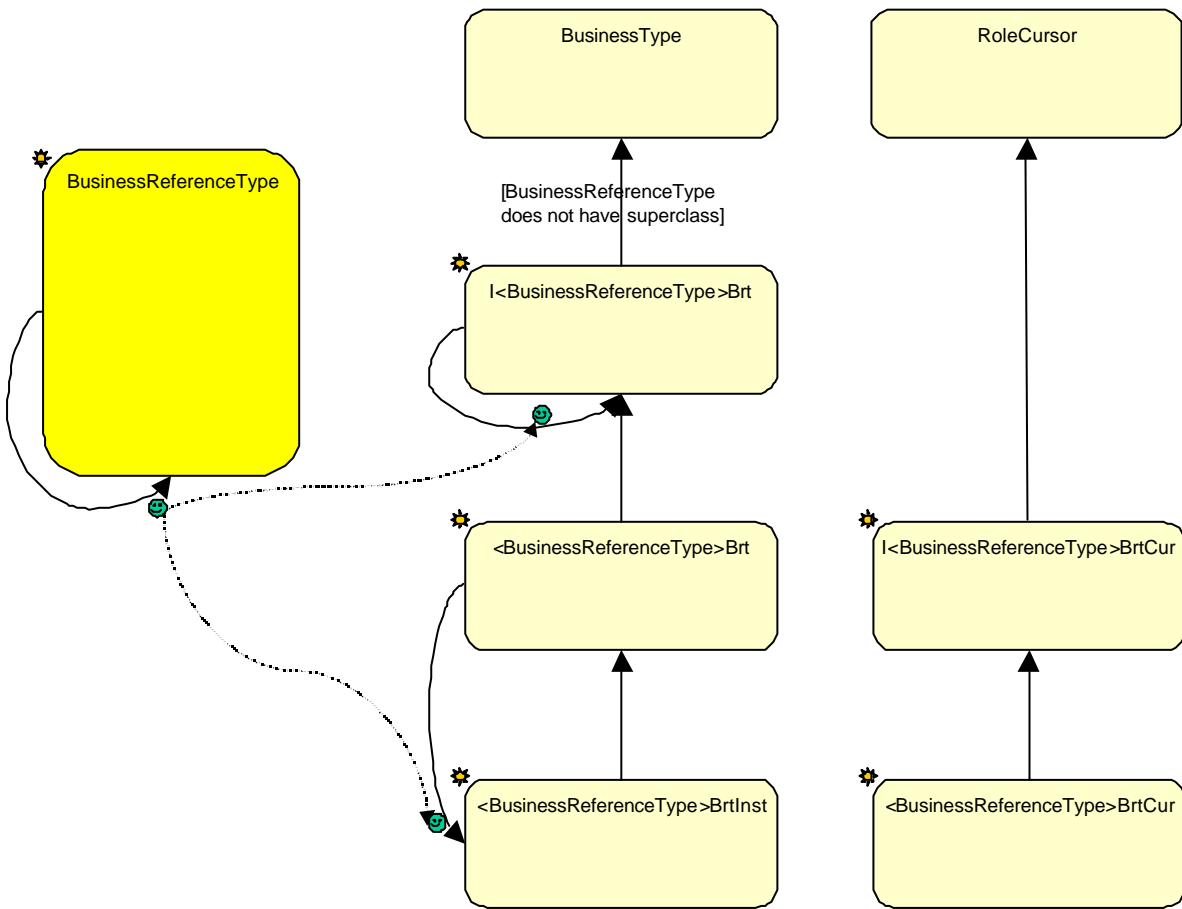 BusinessType
RoleCursor
BusinessReferenceType
[BusinessReferenceType
does not have superclass]
I<BusinessReferenceType>Brt
<BusinessReferenceType>Brt
I<BusinessReferenceType>BrtCur
<BusinessReferenceType>BrtInst
<BusinessReferenceType>BrtCur